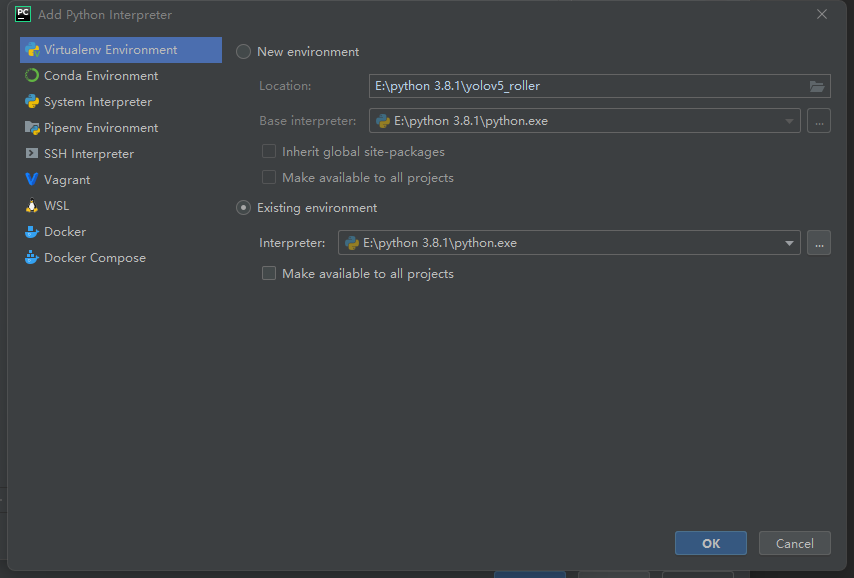 PC Add Python Interpreter
Virtualenv Environment
Conda Environment
System Interpreter
Pipenv Environment
SSH Interpreter
Vagrant
WSL
Docker
Docker Compose
New environment
Location: E:\python 3.8.1\yolov5_roller
Base interpreter: E:\python 3.8.1\python.exe ...
Inherit global site-packages
Make available to all projects
Existing environment
Interpreter: E:\python 3.8.1\python.exe ...
Make available to all projects
OK Cancel